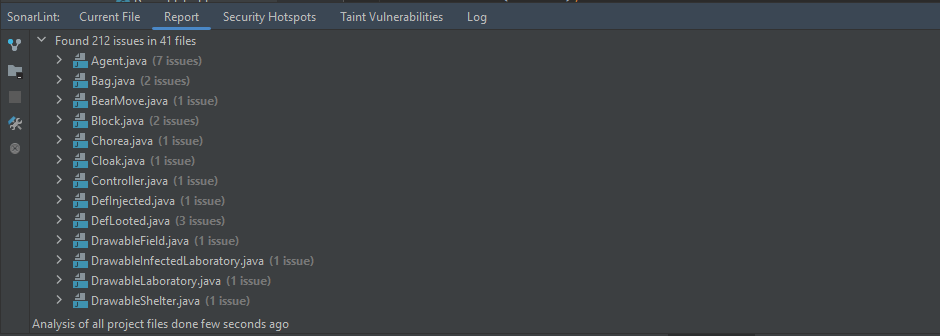 SonarLint: Current File Report Security Hotspots Taint Vulnerabilities Log
Found 212 issues in 41 files
Agent.java (7 issues)
Bag.java (2 issues)
BearMove.java (1 issue)
Block.java (2 issues)
Chorea.java (1 issue)
Cloak.java (1 issue)
Controller.java (1 issue)
DefInjected.java (1 issue)
DefLooted.java (3 issues)
DrawableField.java (1 issue)
DrawableInfectedLaboratory.java (1 issue)
DrawableLaboratory.java (1 issue)
DrawableShelter.java (1 issue)
Analysis of all project files done few seconds ago